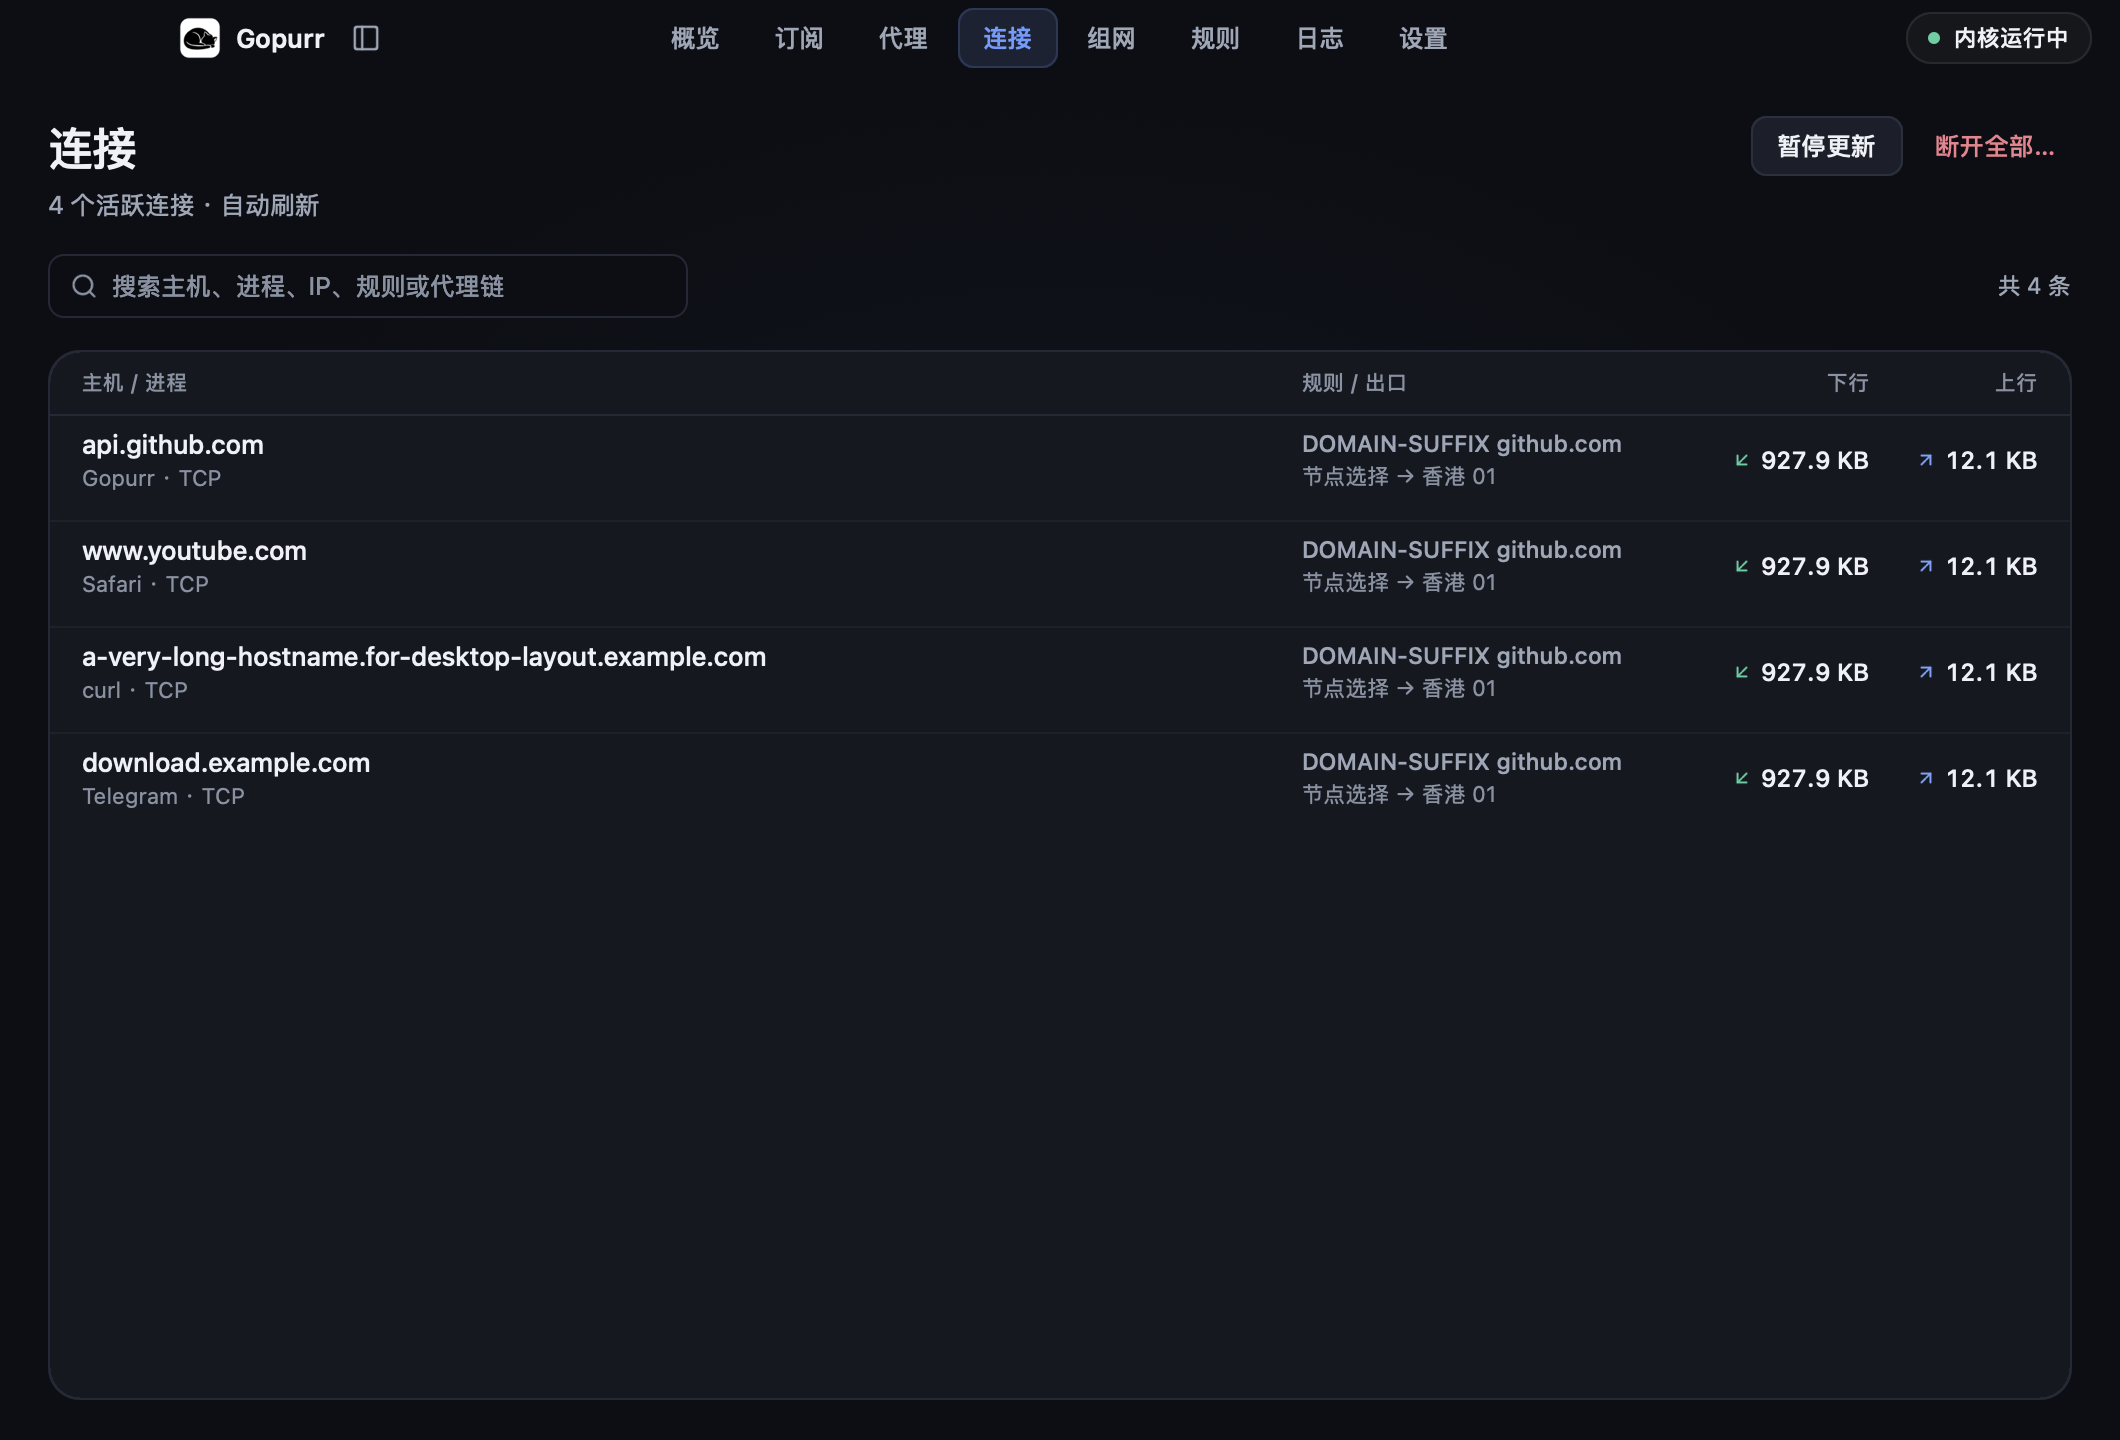 Gopurr
概览 订阅 代理 连接 组网 规则 日志 设置
内核运行中
连接
暂停更新 断开全部...
4 个活跃连接 · 自动刷新
搜索主机、进程、IP、规则或代理链
共 4 条
主机 / 进程 规则 / 出口 下行 上行
api.github.com DOMAIN-SUFFIX github.com ↙ 927.9 KB ↗ 12.1 KB
Gopurr · TCP 节点选择 → 香港 01
www.youtube.com DOMAIN-SUFFIX github.com ↙ 927.9 KB ↗ 12.1 KB
Safari · TCP 节点选择 → 香港 01
a-very-long-hostname.for-desktop-layout.example.com DOMAIN-SUFFIX github.com ↙ 927.9 KB ↗ 12.1 KB
curl · TCP 节点选择 → 香港 01
download.example.com DOMAIN-SUFFIX github.com ↙ 927.9 KB ↗ 12.1 KB
Telegram · TCP 节点选择 → 香港 01